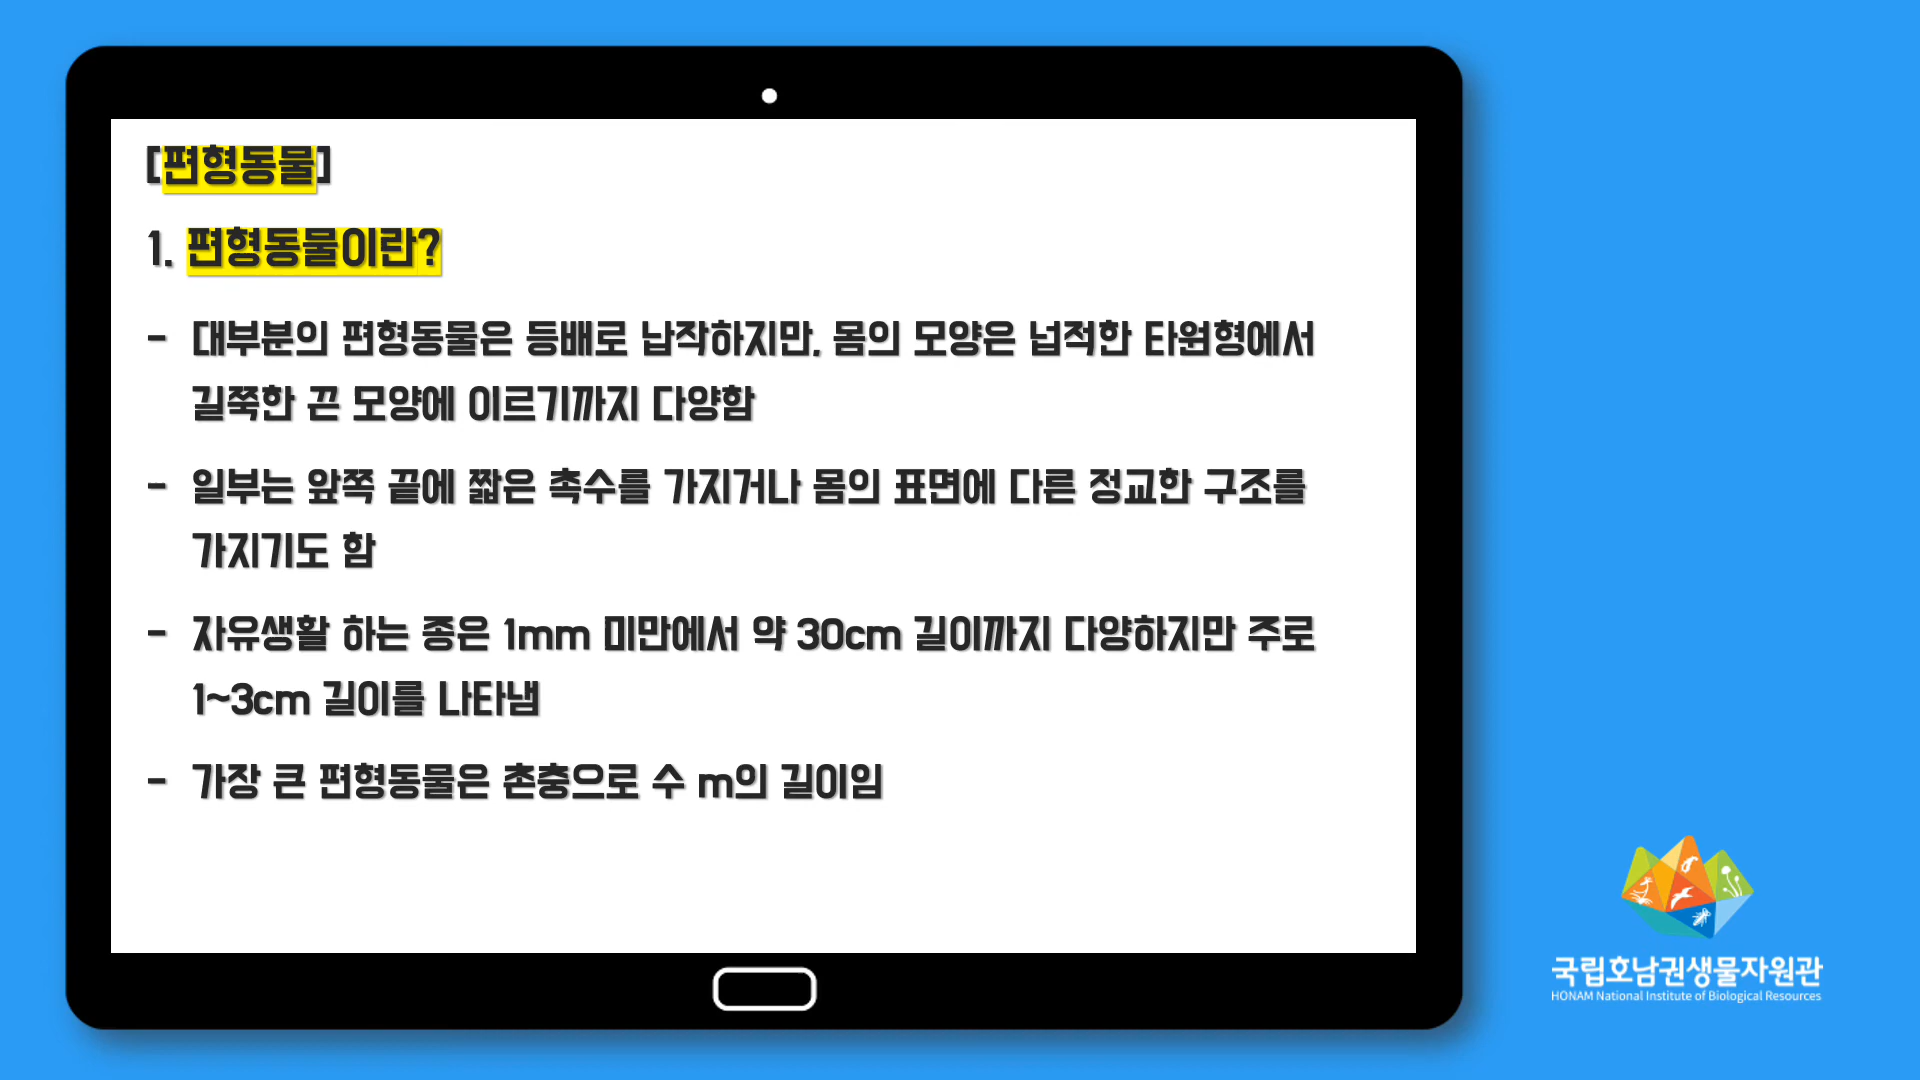 [편형동물]
1. 편형동물이란?
- 대부분의 편형동물은 등배로 납작하지만, 몸의 모양은 넙적한 타원형에서
길쭉한 끈 모양에 이르기까지 다양함
- 일부는 앞쪽 끝에 짧은 촉수를 가지거나 몸의 표면에 다른 정교한 구조를
가지기도 함
- 자유생활 하는 종은 1mm 미만에서 약 30cm 길이까지 다양하지만 주로
1~3cm 길이를 나타냄
- 가장 큰 편형동물은 촌충으로 수 m의 길이임
국립호남권생물자원관
HONAM National Institute of Biological Resources